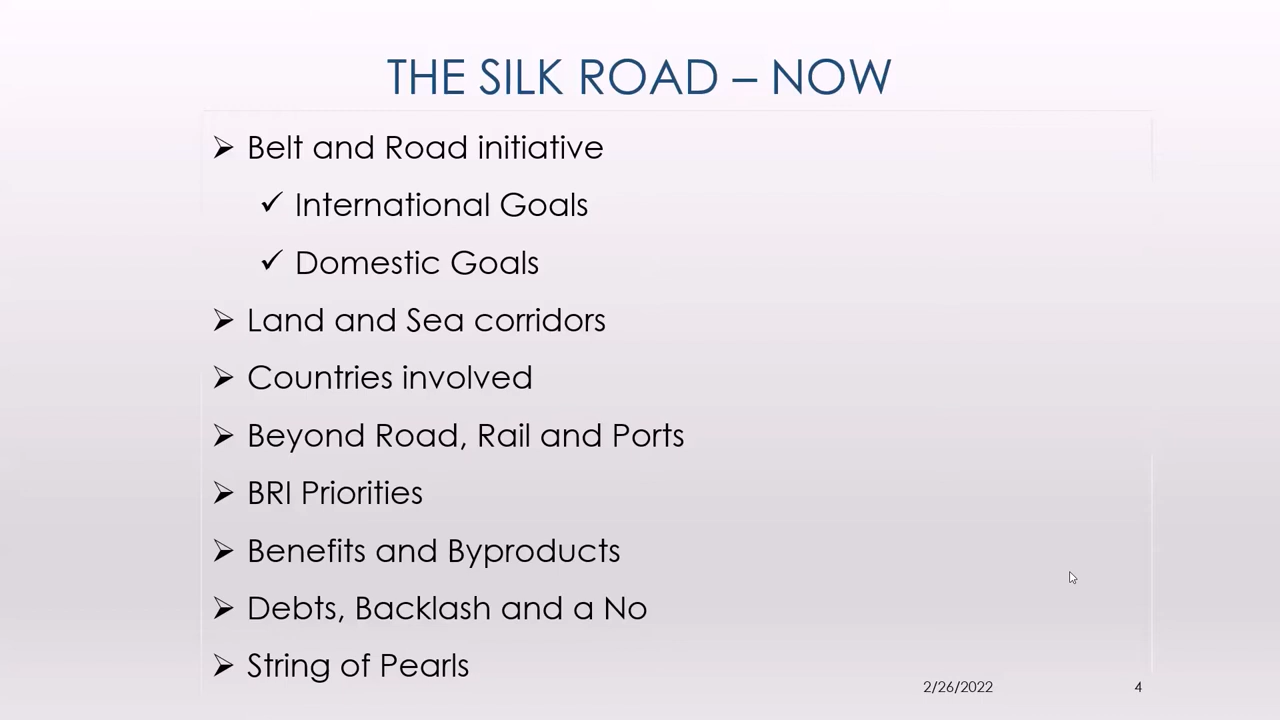 THE SILK ROAD – NOW
➢ Belt and Road initiative
✓ International Goals
✓ Domestic Goals
➢ Land and Sea corridors
➢ Countries involved
➢ Beyond Road, Rail and Ports
➢ BRI Priorities
➢ Benefits and Byproducts
➢ Debts, Backlash and a No
➢ String of Pearls
2/26/2022 4